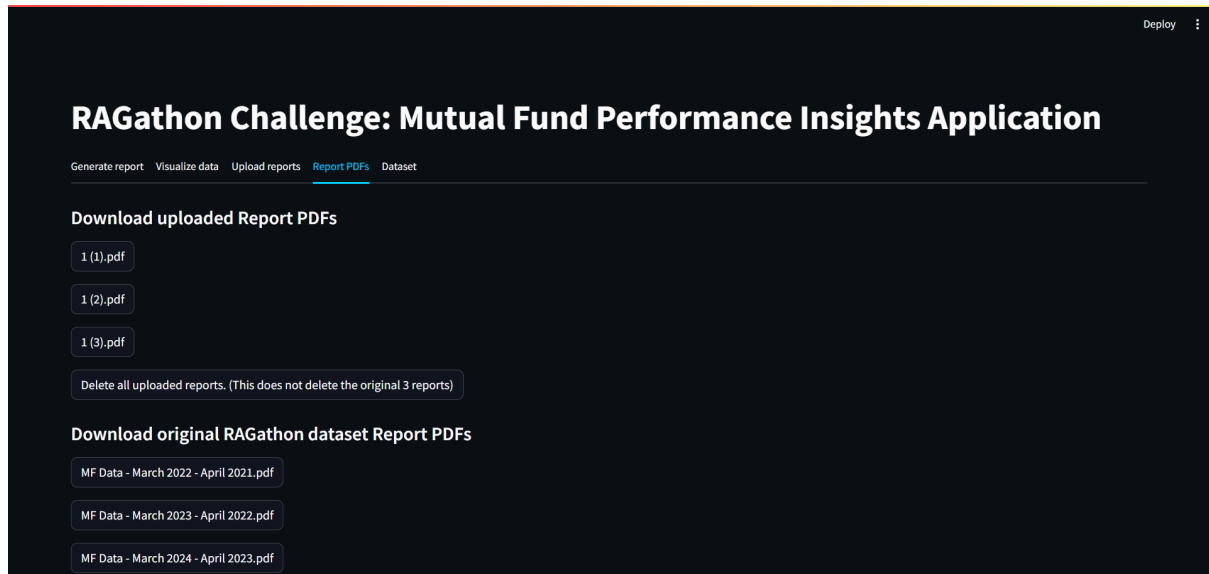 Deploy
RAGathon Challenge: Mutual Fund Performance Insights Application
Generate report Visualize data Upload reports Report PDFs Dataset
Download uploaded Report PDFs
1 (1).pdf
1 (2).pdf
1 (3).pdf
Delete all uploaded reports. (This does not delete the original 3 reports)
Download original RAGathon dataset Report PDFs
MF Data - March 2022 - April 2021.pdf
MF Data - March 2023 - April 2022.pdf
MF Data - March 2024 - April 2023.pdf